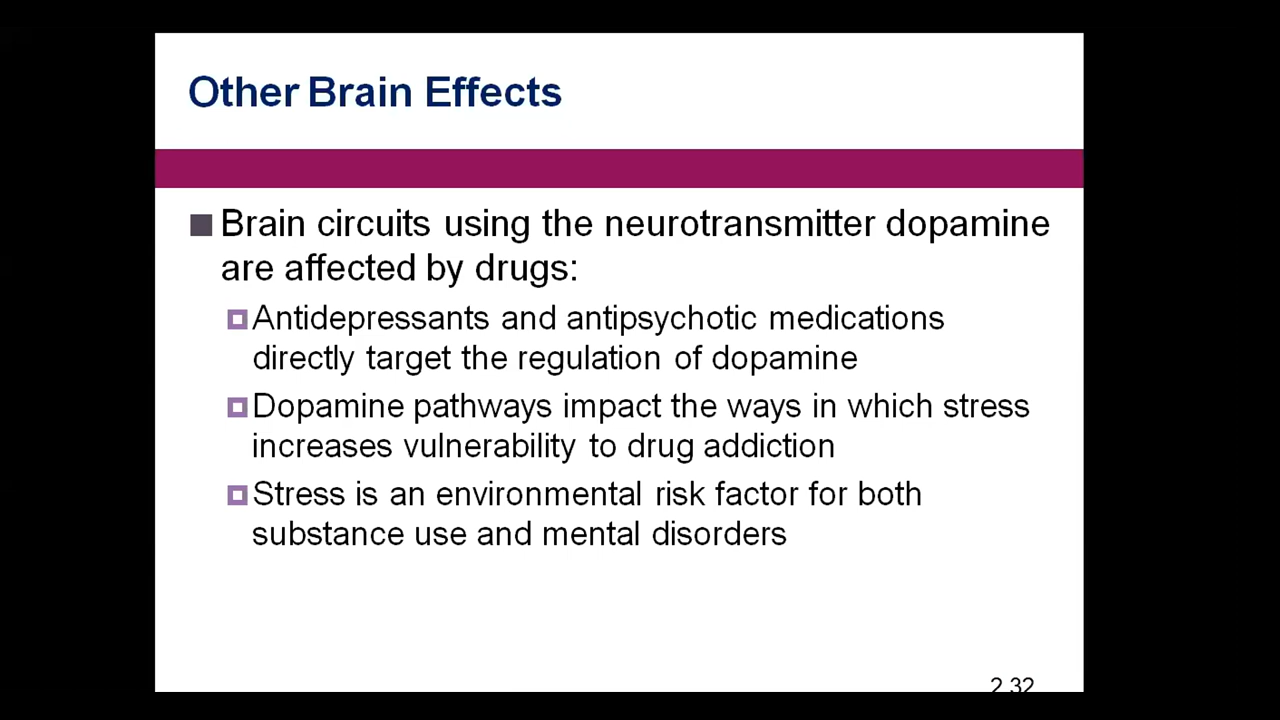 Other Brain Effects
Brain circuits using the neurotransmitter dopamine
are affected by drugs:
Antidepressants and antipsychotic medications
directly target the regulation of dopamine
Dopamine pathways impact the ways in which stress
increases vulnerability to drug addiction
Stress is an environmental risk factor for both
substance use and mental disorders
2.32